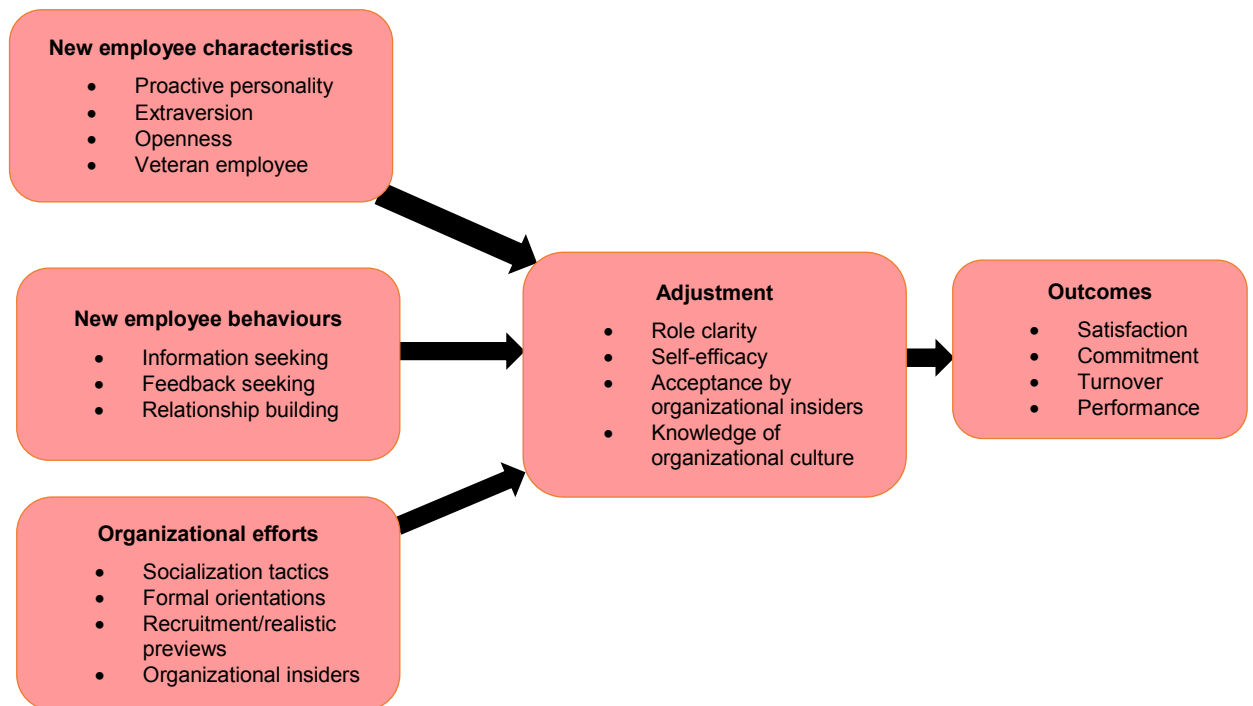 New employee characteristics
• Proactive personality
• Extraversion
• Openness
• Veteran employee
New employee behaviours
• Information seeking
• Feedback seeking
• Relationship building
Organizational efforts
• Socialization tactics
• Formal orientations
• Recruitment/realistic
previews
• Organizational insiders
Adjustment
• Role clarity
• Self-efficacy
• Acceptance by
organizational insiders
• Knowledge of
organizational culture
Outcomes
• Satisfaction
• Commitment
• Turnover
• Performance